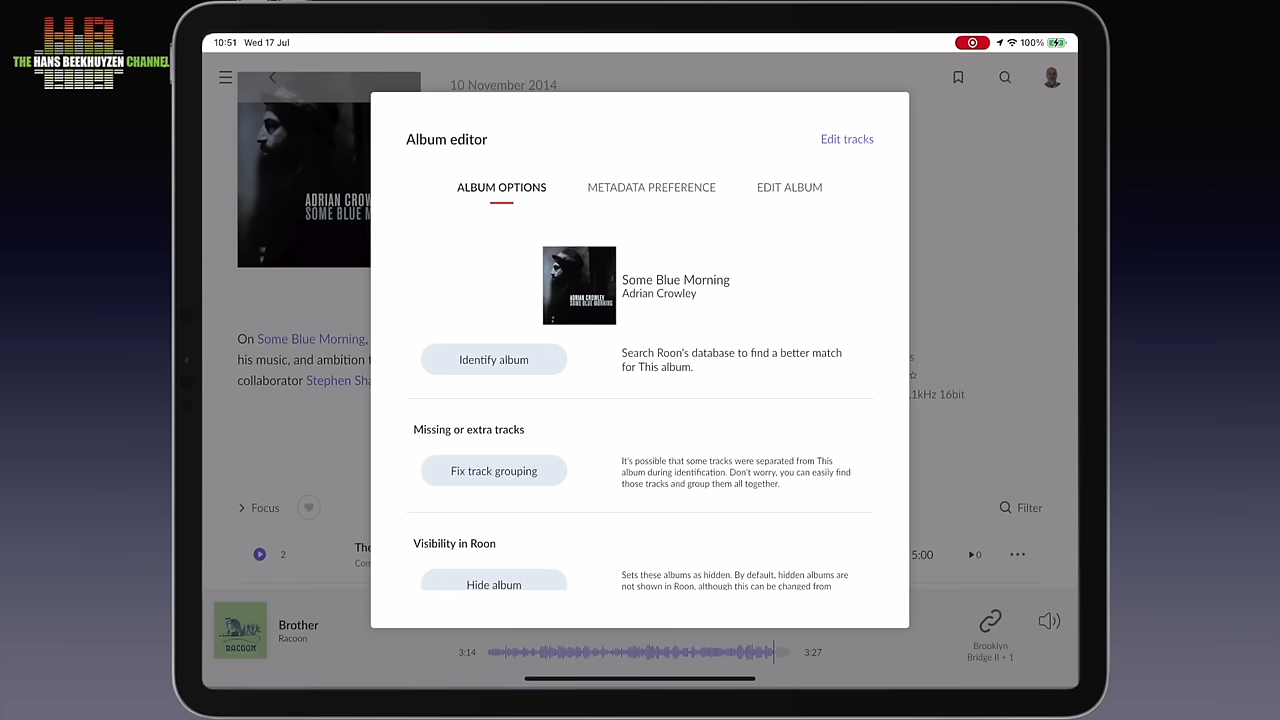 THE HANS BEEKHUYZEN CHANNEL
10:51 Wed 17 Jul
100%
10 November 2014
Album editor
Edit tracks
ALBUM OPTIONS
METADATA PREFERENCE
EDIT ALBUM
ADRIAN CROW
SOME BLUE M
ADRIAN CROWLEY
SOME BLUE MORNING
Some Blue Morning
Adrian Crowley
Identify album
Search Roon's database to find a better match
for This album.
On Some Blue Morning,
his music, and ambition t
collaborator Stephen Sha
s
.1kHz 16bit
Missing or extra tracks
Fix track grouping
It's possible that some tracks were separated from This
album during identification. Don't worry, you can easily find
those tracks and group them all together.
Focus
Filter
Visibility in Roon
Hide album
Sets these albums as hidden. By default, hidden albums are
not shown in Roon, although this can be changed from
2
The
Com
5:00
0
RACOON
Brother
Racoon
3:14
3:27
Brooklyn
Bridge II + 1